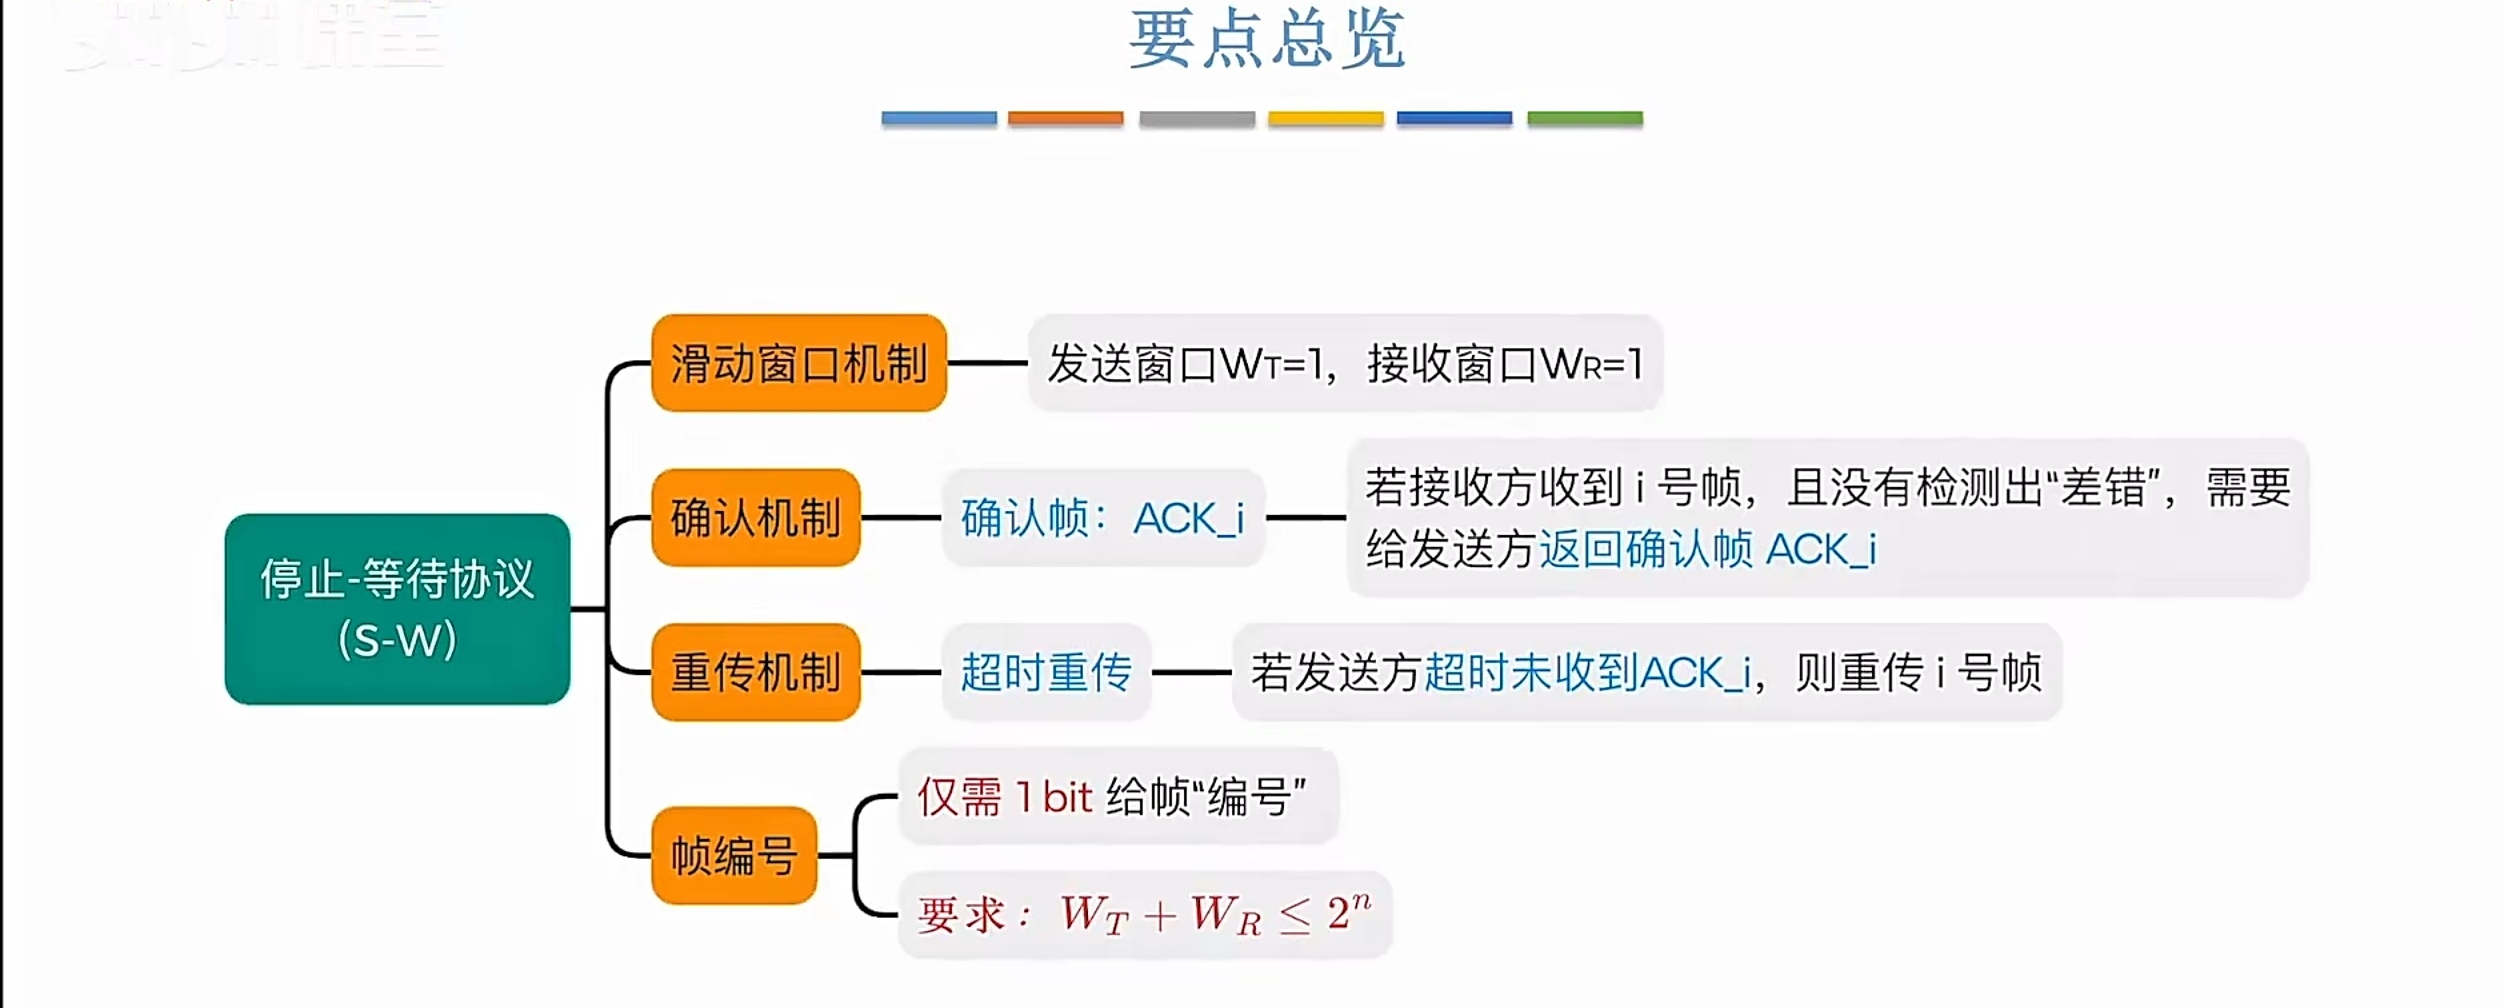 要点总览
滑动窗口机制
发送窗口WT=1，接收窗口WR=1
确认机制
确认帧：ACK_i
若接收方收到 i 号帧，且没有检测出“差错”，需要
给发送方返回确认帧 ACK_i
停止-等待协议
(S-W)
重传机制
超时重传
若发送方超时未收到ACK_i，则重传 i 号帧
帧编号
仅需 1 bit 给帧“编号”
要求：W_T + W_R ≤ 2^n